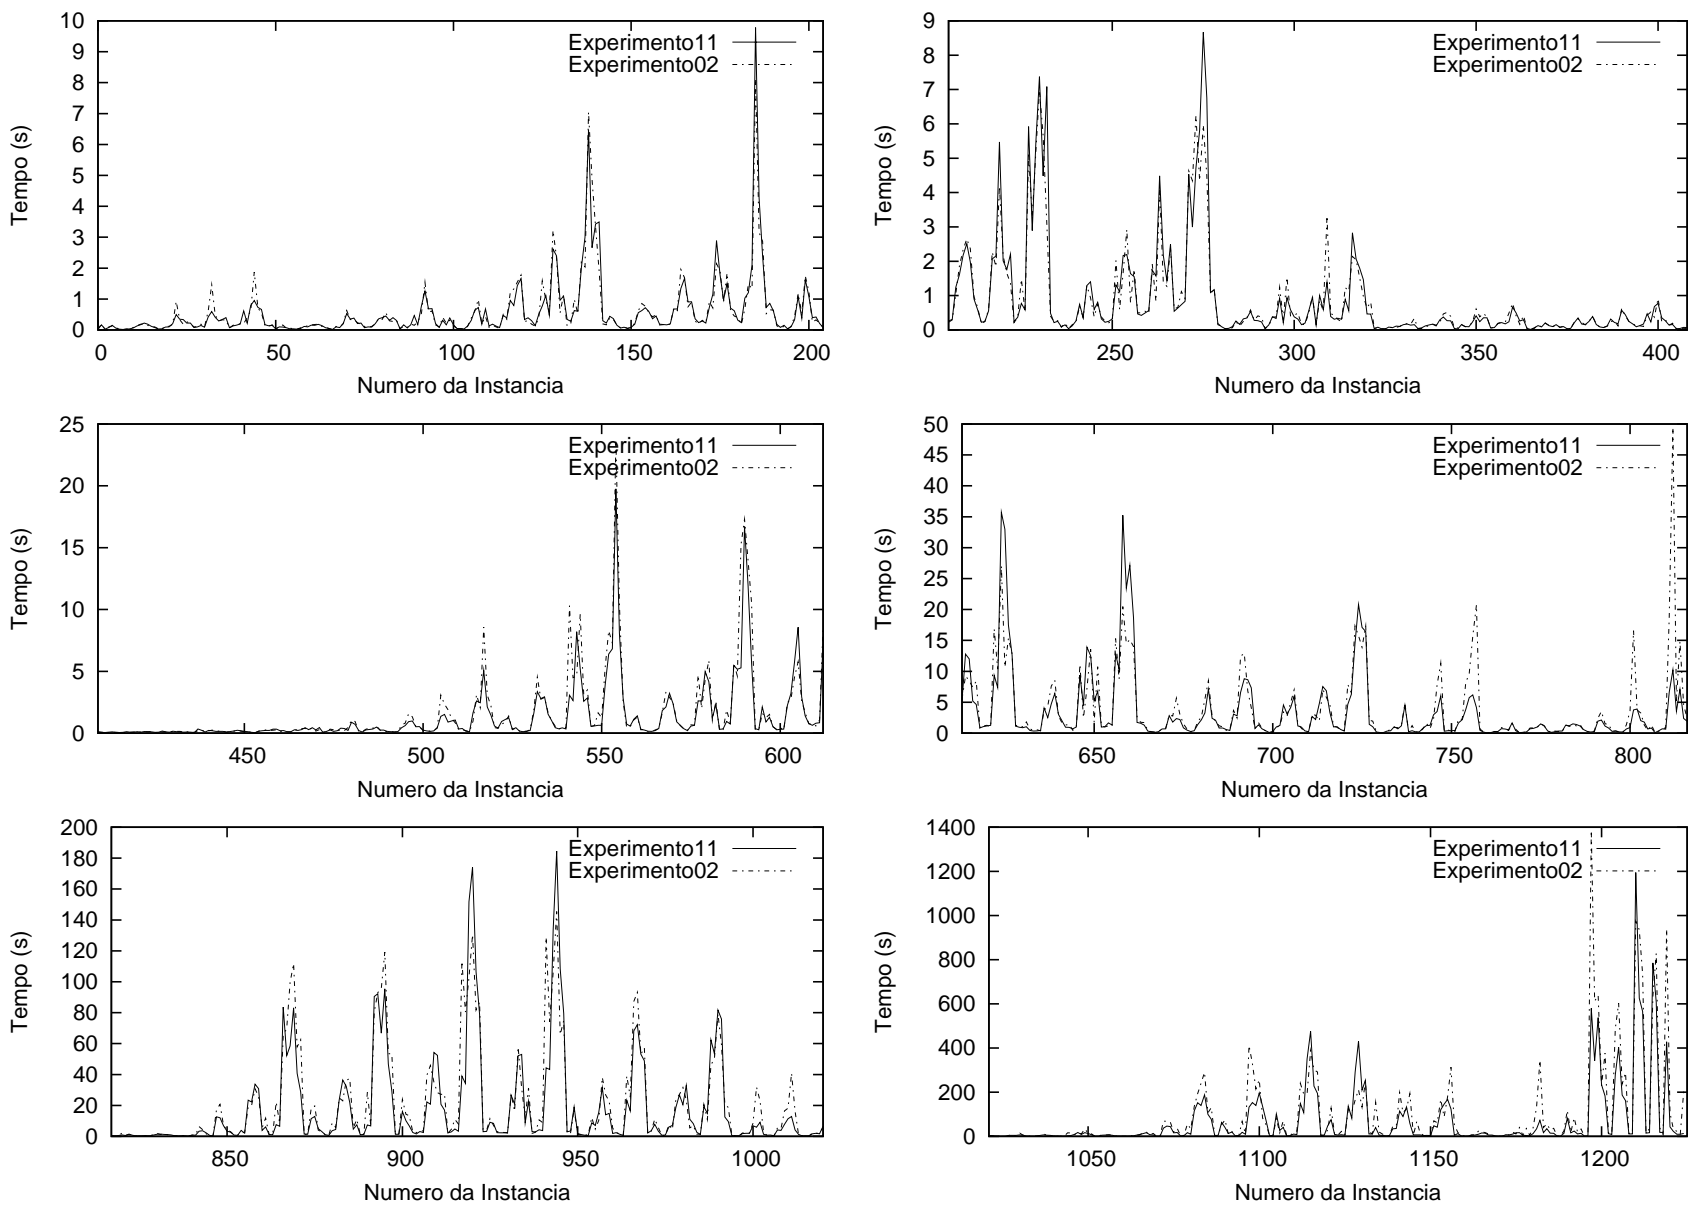 10
9
8
7
6
5
4
3
2
1
0
Tempo (s)
Experimento11
Experimento02
0 50 100 150 200
Numero da Instancia
9
8
7
6
5
4
3
2
1
0
Tempo (s)
Experimento11
Experimento02
250 300 350 400
Numero da Instancia
25
20
15
10
5
0
Tempo (s)
Experimento11
Experimento02
450 500 550 600
Numero da Instancia
50
45
40
35
30
25
20
15
10
5
0
Tempo (s)
Experimento11
Experimento02
650 700 750 800
Numero da Instancia
200
180
160
140
120
100
80
60
40
20
0
Tempo (s)
Experimento11
Experimento02
850 900 950 1000
Numero da Instancia
1400
1200
1000
800
600
400
200
0
Tempo (s)
Experimento11
Experimento02
1050 1100 1150 1200
Numero da Instancia